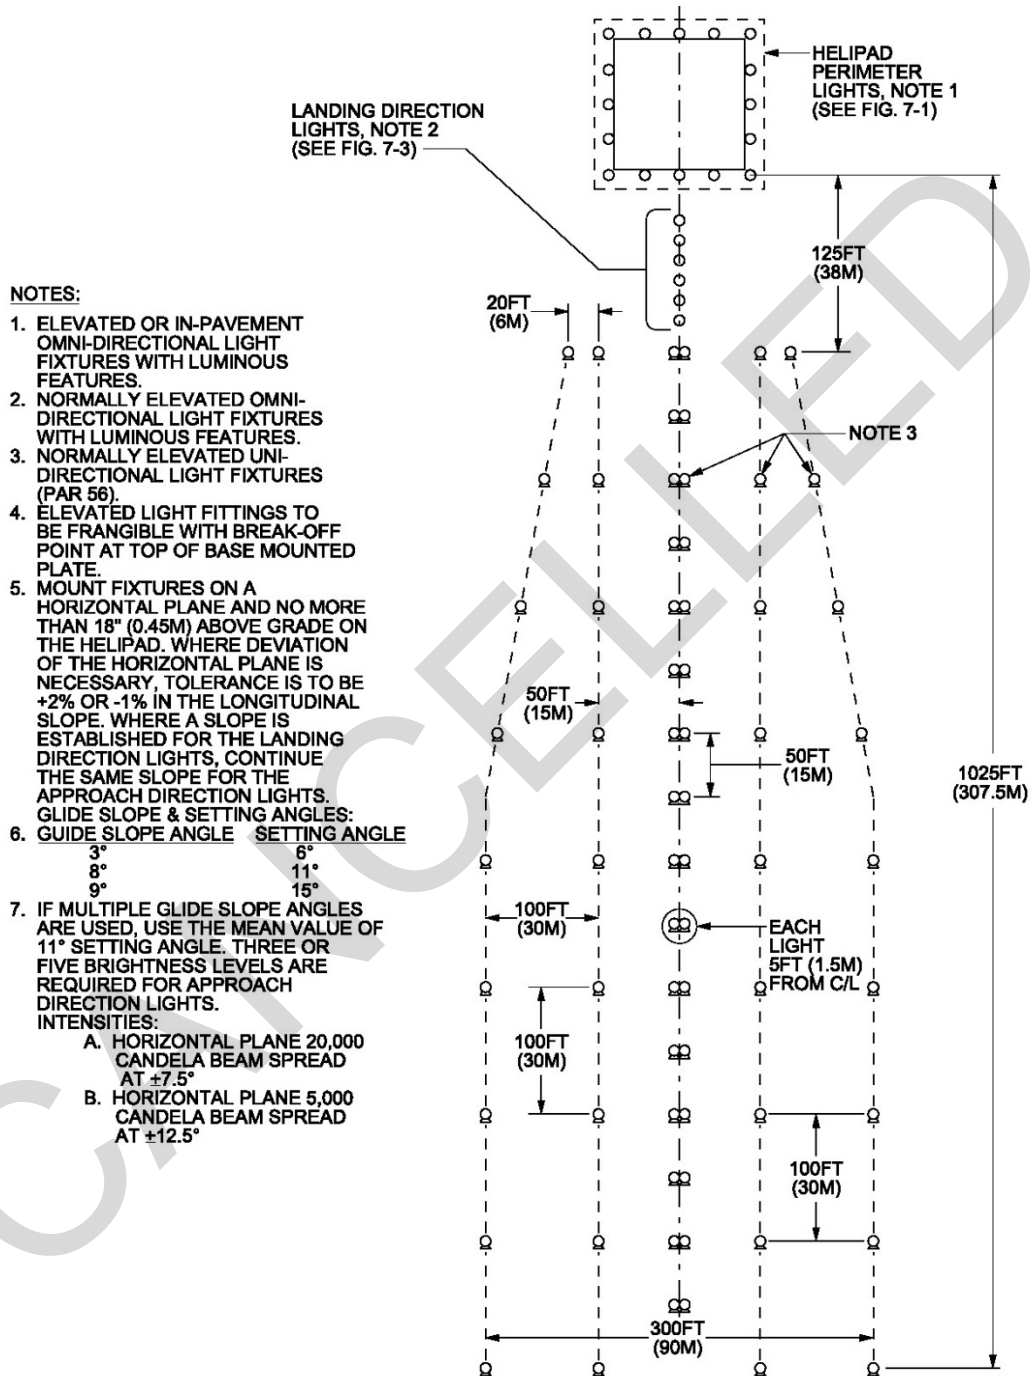 HELIPAD
PERIMETER
LIGHTS, NOTE 1
(SEE FIG. 7-1)
LANDING DIRECTION
LIGHTS, NOTE 2
(SEE FIG. 7-3)
125FT
(38M)
20FT
(6M)
NOTES:
1. ELEVATED OR IN-PAVEMENT
OMNI-DIRECTIONAL LIGHT
FIXTURES WITH LUMINOUS
FEATURES.
2. NORMALLY ELEVATED OMNI-
DIRECTIONAL LIGHT FIXTURES
WITH LUMINOUS FEATURES.
3. NORMALLY ELEVATED UNI-
DIRECTIONAL LIGHT FIXTURES
(PAR 56).
4. ELEVATED LIGHT FITTINGS TO
BE FRANGIBLE WITH BREAK-OFF
POINT AT TOP OF BASE MOUNTED
PLATE.
5. MOUNT FIXTURES ON A
HORIZONTAL PLANE AND NO MORE
THAN 18" (0.45M) ABOVE GRADE ON
THE HELIPAD. WHERE DEVIATION
OF THE HORIZONTAL PLANE IS
NECESSARY, TOLERANCE IS TO BE
+2% OR -1% IN THE LONGITUDINAL
SLOPE. WHERE A SLOPE IS
ESTABLISHED FOR THE LANDING
DIRECTION LIGHTS, CONTINUE
THE SAME SLOPE FOR THE
APPROACH DIRECTION LIGHTS.
GLIDE SLOPE & SETTING ANGLES:
6. GUIDE SLOPE ANGLE SETTING ANGLE
3° 6°
8° 11°
9° 15°
7. IF MULTIPLE GLIDE SLOPE ANGLES
ARE USED, USE THE MEAN VALUE OF
11° SETTING ANGLE. THREE OR
FIVE BRIGHTNESS LEVELS ARE
REQUIRED FOR APPROACH
DIRECTION LIGHTS.
INTENSITIES:
A. HORIZONTAL PLANE 20,000
CANDELA BEAM SPREAD
AT ±7.5°
B. HORIZONTAL PLANE 5,000
CANDELA BEAM SPREAD
AT ±12.5°
NOTE 3
50FT
(15M)
50FT
(15M)
1025FT
(307.5M)
100FT
(30M)
EACH
LIGHT
5FT (1.5M)
FROM C/L
100FT
(30M)
100FT
(30M)
300FT
(90M)
CANCELLED